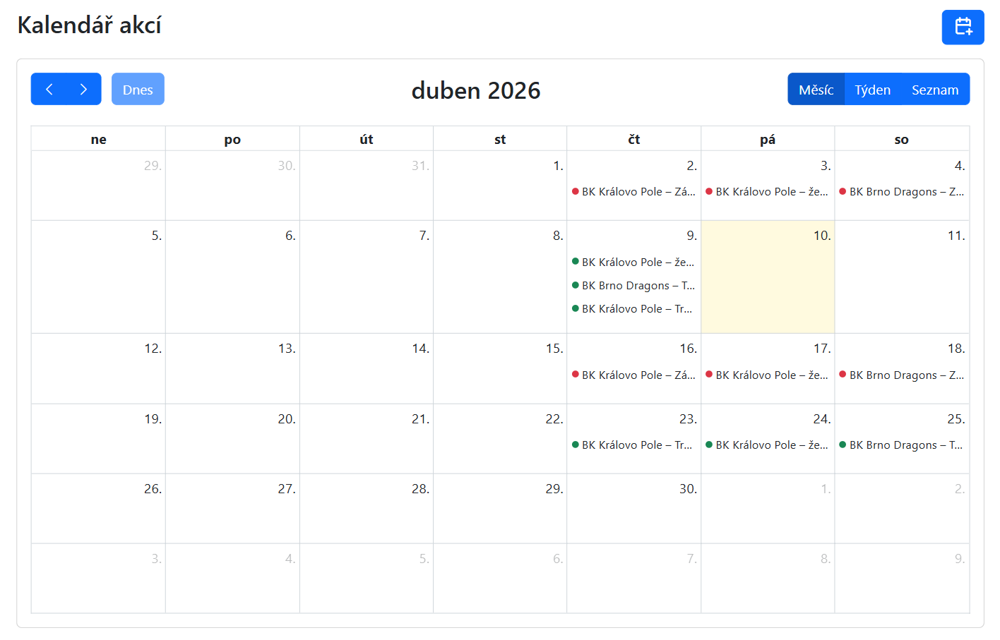 Kalendář akcí
Dnes
duben 2026
Měsíc Týden Seznam
ne po út st čt pá so
29. 30. 31. 1. 2. 3. 4.
BK Královo Pole – Zá... BK Královo Pole – že... BK Brno Dragons – Z...
5. 6. 7. 8. 9. 10. 11.
BK Královo Pole – že...
BK Brno Dragons – T...
BK Královo Pole – Tr...
12. 13. 14. 15. 16. 17. 18.
BK Královo Pole – Zá... BK Královo Pole – že... BK Brno Dragons – Z...
19. 20. 21. 22. 23. 24. 25.
BK Královo Pole – Tr... BK Královo Pole – že... BK Brno Dragons – T...
26. 27. 28. 29. 30. 1. 2.
3. 4. 5. 6. 7. 8. 9.